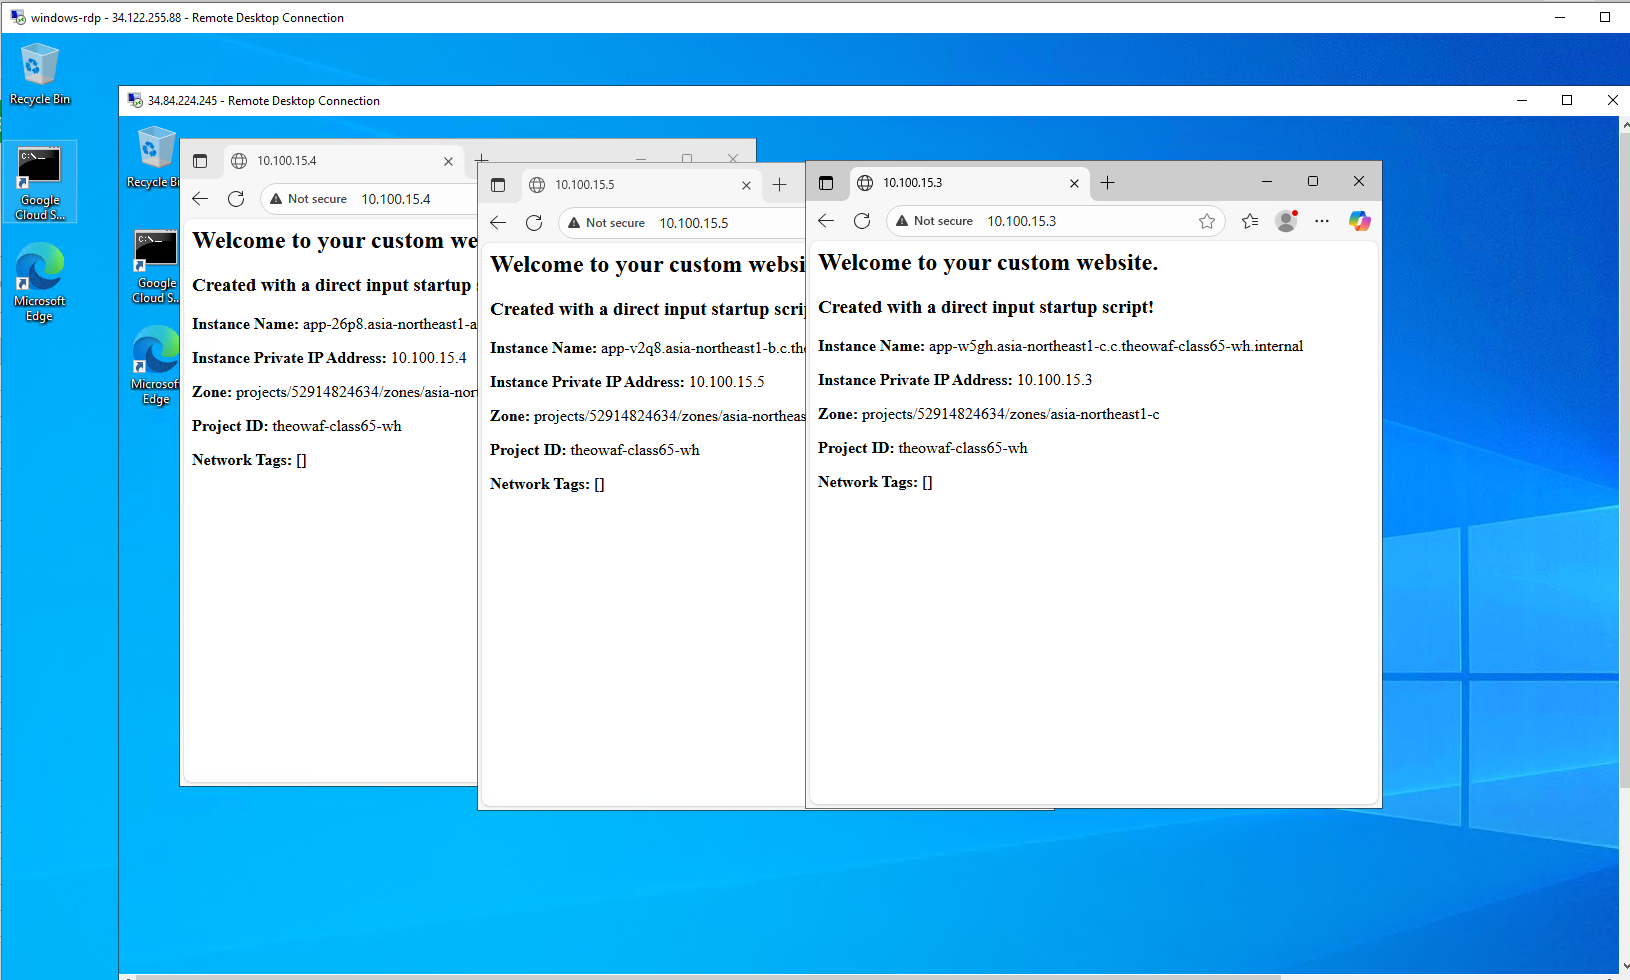 windows-rdp - 34.122.255.88 - Remote Desktop Connection
Recycle Bin
Google
Cloud S...
Microsoft
Edge
34.84.224.245 - Remote Desktop Connection
Recycle Bi
Google
Cloud S...
Microsof
Edge
10.100.15.4
Not secure 10.100.15.4
Welcome to your custom we
Created with a direct input startup
Instance Name: app-26p8.asia-northeast1-a
Instance Private IP Address: 10.100.15.4
Zone: projects/52914824634/zones/asia-nor
Project ID: theowaf-class65-wh
Network Tags: []
10.100.15.5
Not secure 10.100.15.5
Welcome to your custom websi
Created with a direct input startup scrip
Instance Name: app-v2q8.asia-northeast1-b.c.the
Instance Private IP Address: 10.100.15.5
Zone: projects/52914824634/zones/asia-northeas
Project ID: theowaf-class65-wh
Network Tags: []
10.100.15.3
Not secure 10.100.15.3
Welcome to your custom website.
Created with a direct input startup script!
Instance Name: app-w5gh.asia-northeast1-c.c.theowaf-class65-wh.internal
Instance Private IP Address: 10.100.15.3
Zone: projects/52914824634/zones/asia-northeast1-c
Project ID: theowaf-class65-wh
Network Tags: []